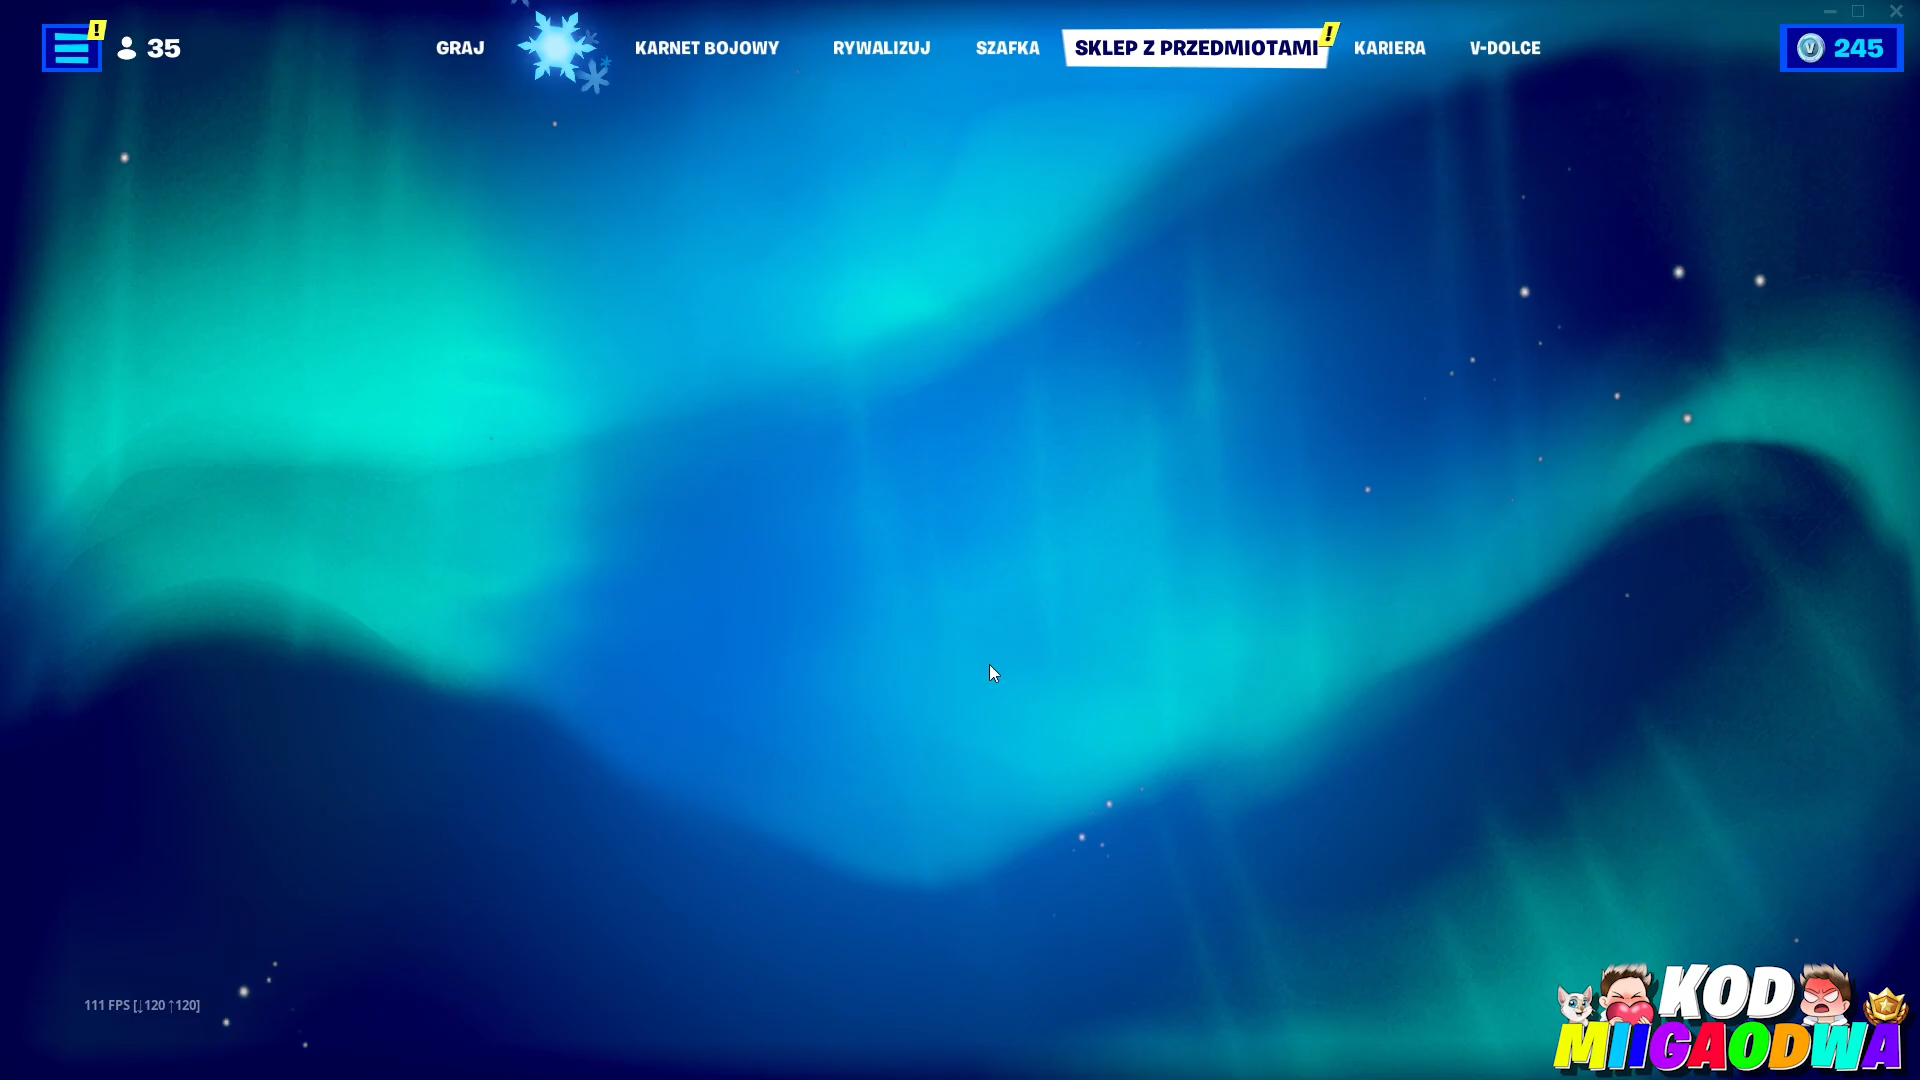 !
35
GRAJ
KARNET BOJOWY
RYWALIZUJ
SZAFKA
SKLEP Z PRZEDMIOTAMI
!
KARIERA
V-DOLCE
V
245
111 FPS [↓120 ↑120]
KOD
MIIGAODWA